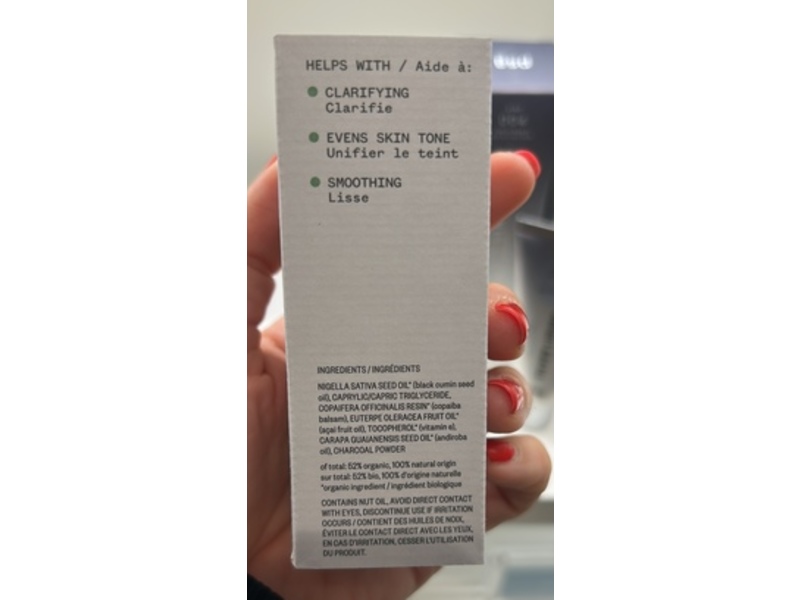 HELPS WITH / Aide à:
CLARIFYING
Clarifie
EVENS SKIN TONE
Unifier le teint
SMOOTHING
Lisse
INGREDIENTS / INGRÉDIENTS
NIGELLA SATIVA SEED OIL* (black cumin seed
oil), CAPRYLIC/CAPRIC TRIGLYCERIDE,
COPAIFERA OFFICINALIS RESIN* (copaiba
balsam), EUTERPE OLERACEA FRUIT OIL*
(açai fruit oil), TOCOPHEROL* (vitamin e),
CARAPA GUAIANENSIS SEED OIL* (andiroba
oil), CHARCOAL POWDER
of total: 52% organic, 100% natural origin
sur total: 52% bio, 100% d'origine naturelle
*organic ingredient / ingrédient biologique
CONTAINS NUT OIL, AVOID DIRECT CONTACT
WITH EYES, DISCONTINUE USE IF IRRITATION
OCCURS / CONTIENT DES HUILES DE NOIX,
ÉVITER LE CONTACT DIRECT AVEC LES YEUX,
EN CAS D'IRRITATION, CESSER L'UTILISATION
DU PRODUIT.